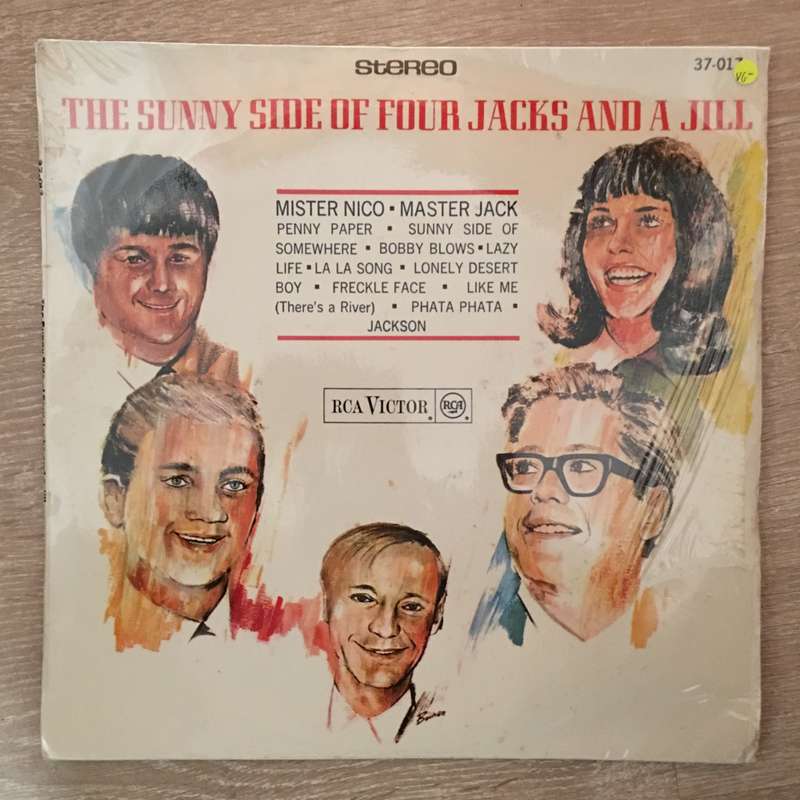 stereo
37-017
VG-
THE SUNNY SIDE OF FOUR JACKS AND A JILL
MISTER NICO ▪ MASTER JACK
PENNY PAPER ▪ SUNNY SIDE OF
SOMEWHERE ▪ BOBBY BLOWS ▪ LAZY
LIFE ▪ LA LA SONG ▪ LONELY DESERT
BOY ▪ FRECKLE FACE ▪ LIKE ME
(There's a River) ▪ PHATA PHATA ▪
JACKSON
RCA VICTOR
RCA